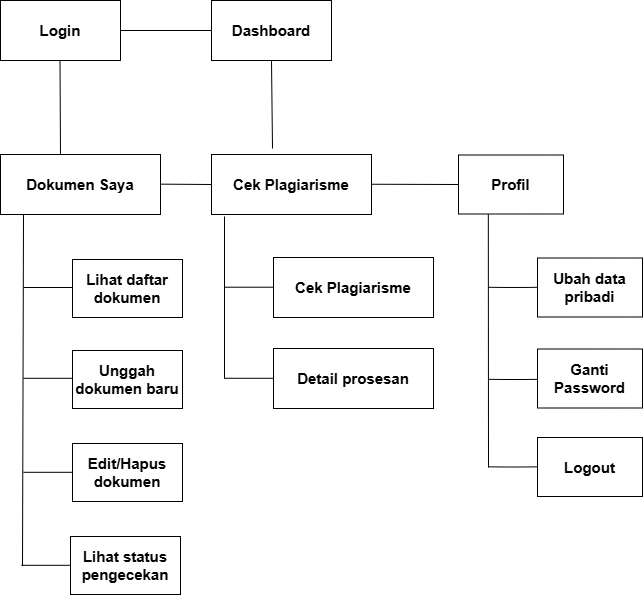 Login
Dashboard
Dokumen Saya
Cek Plagiarisme
Profil
Lihat daftar
dokumen
Unggah
dokumen baru
Edit/Hapus
dokumen
Lihat status
pengecekan
Cek Plagiarisme
Detail prosesan
Ubah data
pribadi
Ganti
Password
Logout